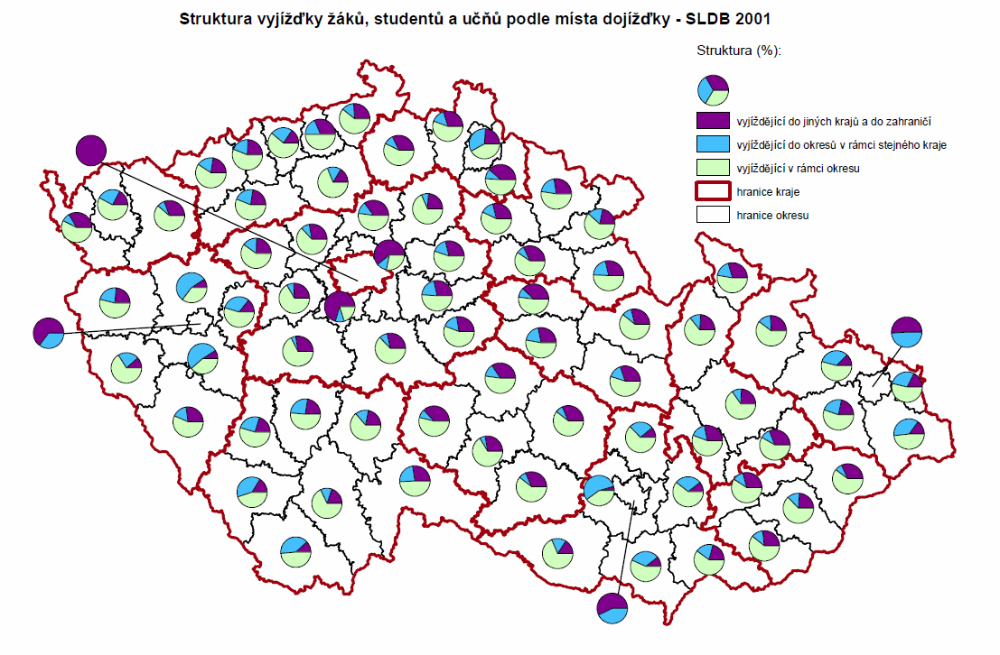 Struktura vyjížďky žáků, studentů a učňů podle místa dojížďky - SLDB 2001
Struktura (%):
vyjíždějící do jiných krajů a do zahraničí
vyjíždějící do okresů v rámci stejného kraje
vyjíždějící v rámci okresu
hranice kraje
hranice okresu